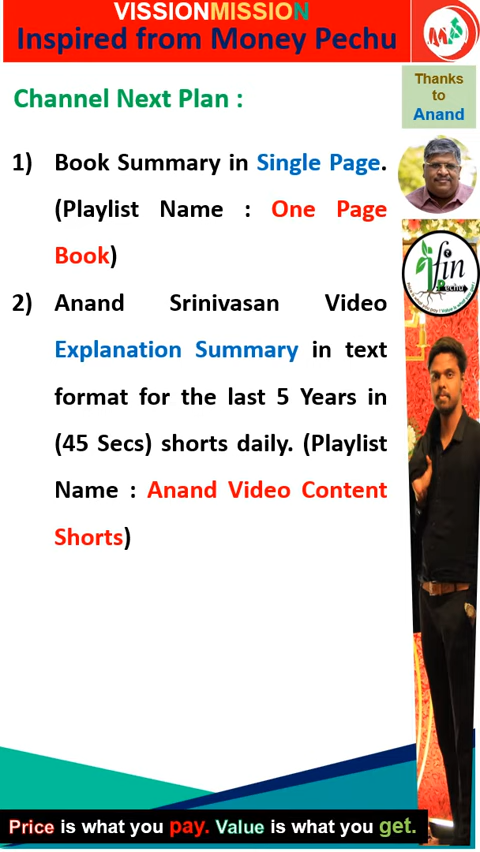 VISSIONMISSION
Inspired from Money Pechu
Thanks
to
Anand
Channel Next Plan :
1) Book Summary in Single Page.
(Playlist Name : One Page
Book)
2) Anand Srinivasan Video
Explanation Summary in text
format for the last 5 Years in
(45 Secs) shorts daily. (Playlist
Name : Anand Video Content
Shorts)
ifin
Pechu
Price is what you pay. Value is what you get.